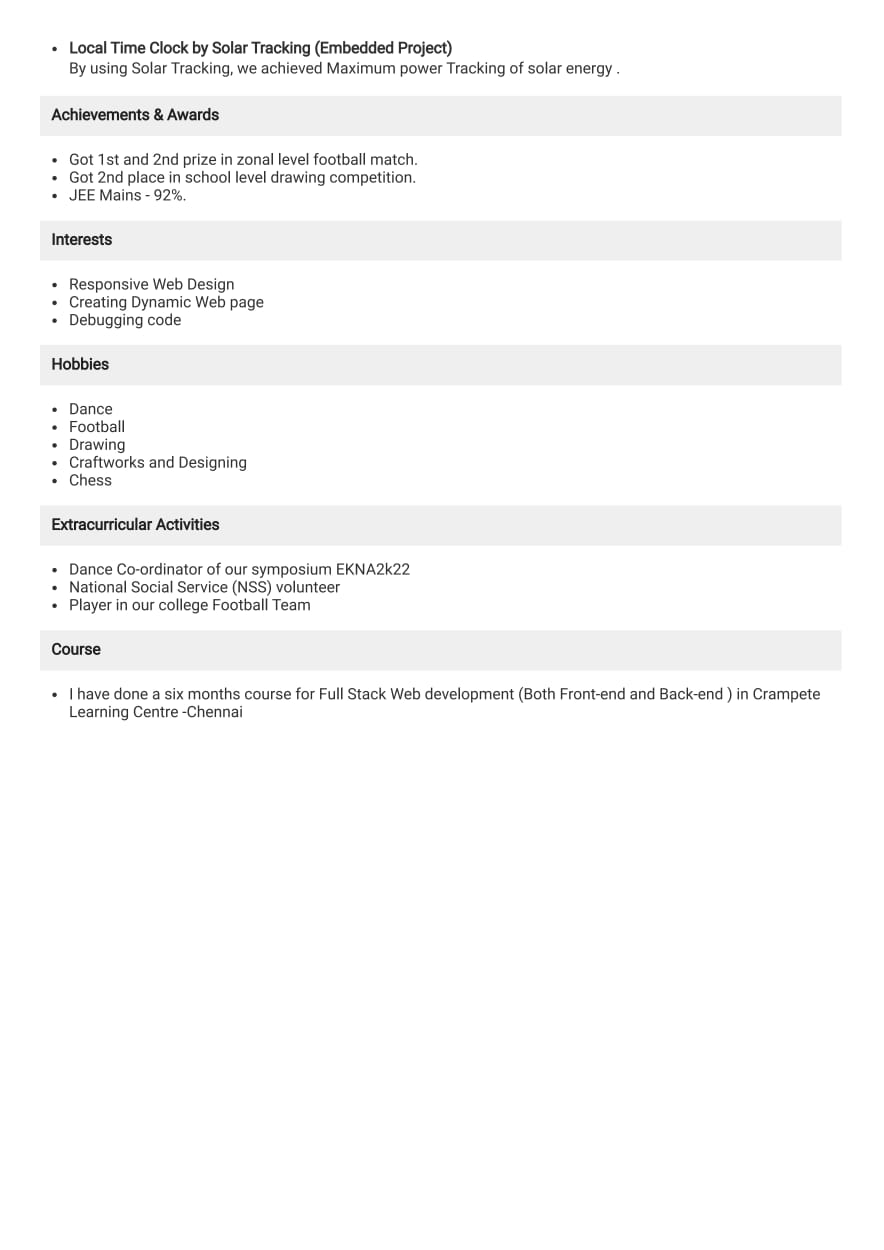 • Local Time Clock by Solar Tracking (Embedded Project)
By using Solar Tracking, we achieved Maximum power Tracking of solar energy .
Achievements & Awards
• Got 1st and 2nd prize in zonal level football match.
• Got 2nd place in school level drawing competition.
• JEE Mains - 92%.
Interests
• Responsive Web Design
• Creating Dynamic Web page
• Debugging code
Hobbies
• Dance
• Football
• Drawing
• Craftworks and Designing
• Chess
Extracurricular Activities
• Dance Co-ordinator of our symposium EKNA2k22
• National Social Service (NSS) volunteer
• Player in our college Football Team
Course
• I have done a six months course for Full Stack Web development (Both Front-end and Back-end ) in Crampete
Learning Centre -Chennai